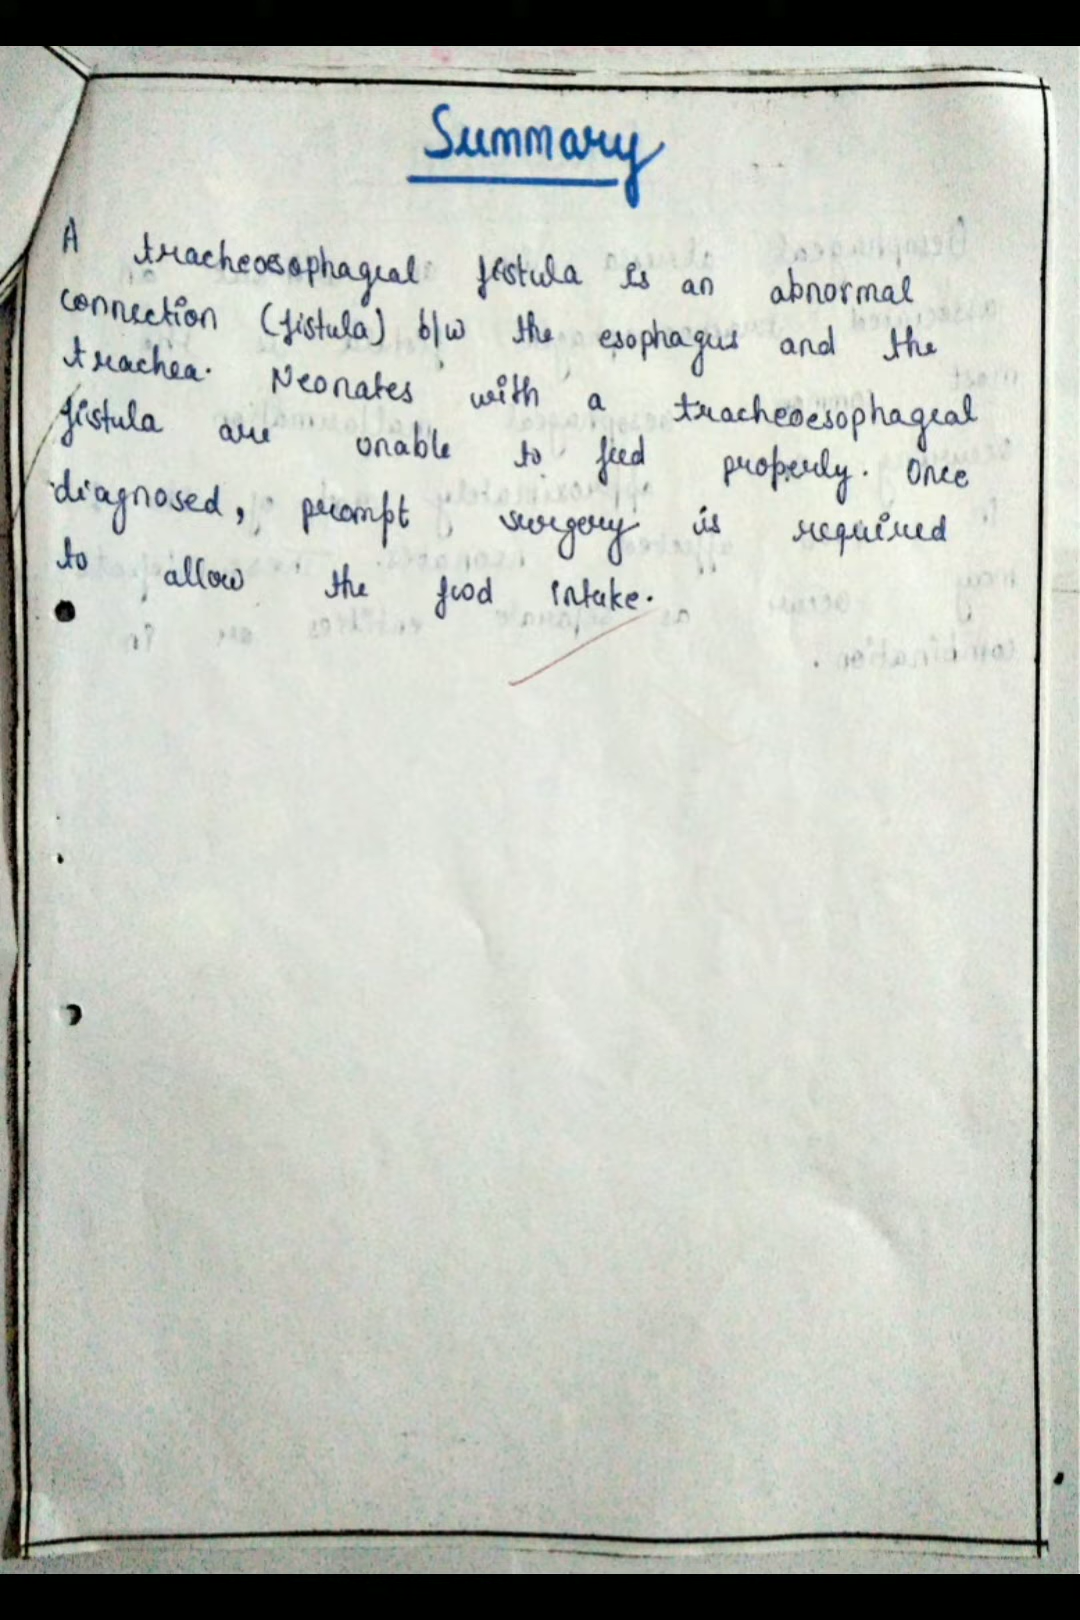 Summary
A tracheosophageal fistula is an abnormal
connection (fistula) b/w the esophagus and the
trachea. Neonates with a tracheoesophageal
fistula are unable to feed properly. Once
diagnosed, prompt surgery is required
to allow the food intake.